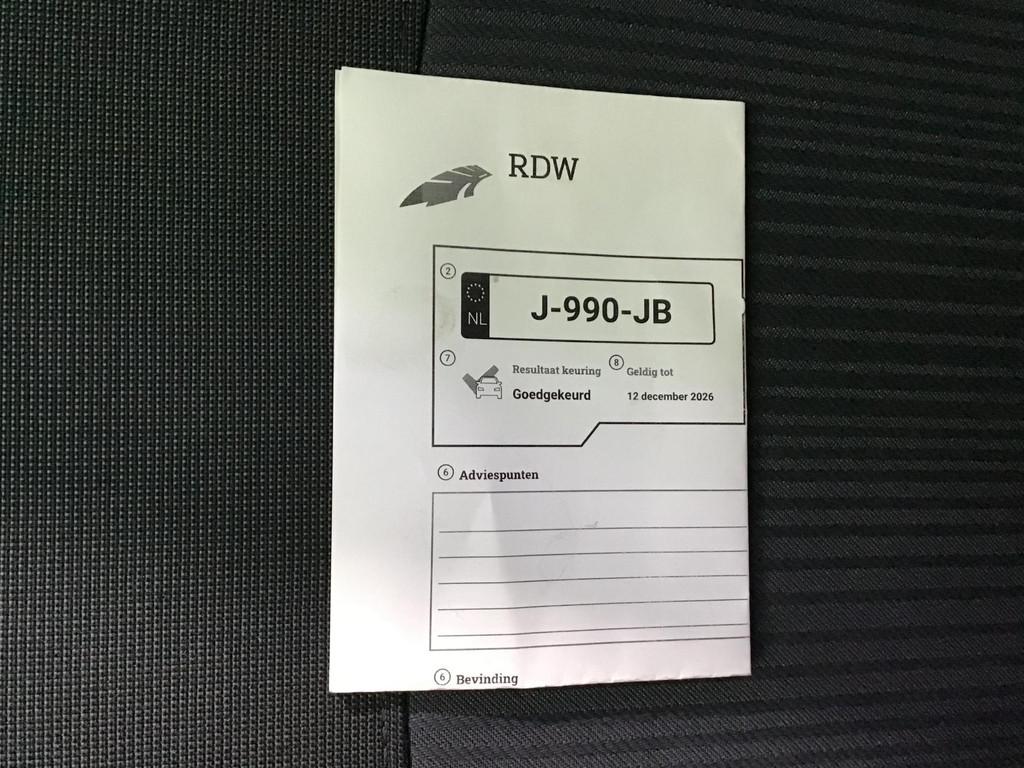 RDW
2
NL
J-990-JB
7
Resultaat keuring
8
Geldig tot
Goedgekeurd
12 december 2026
6 Adviespunten
6 Bevinding